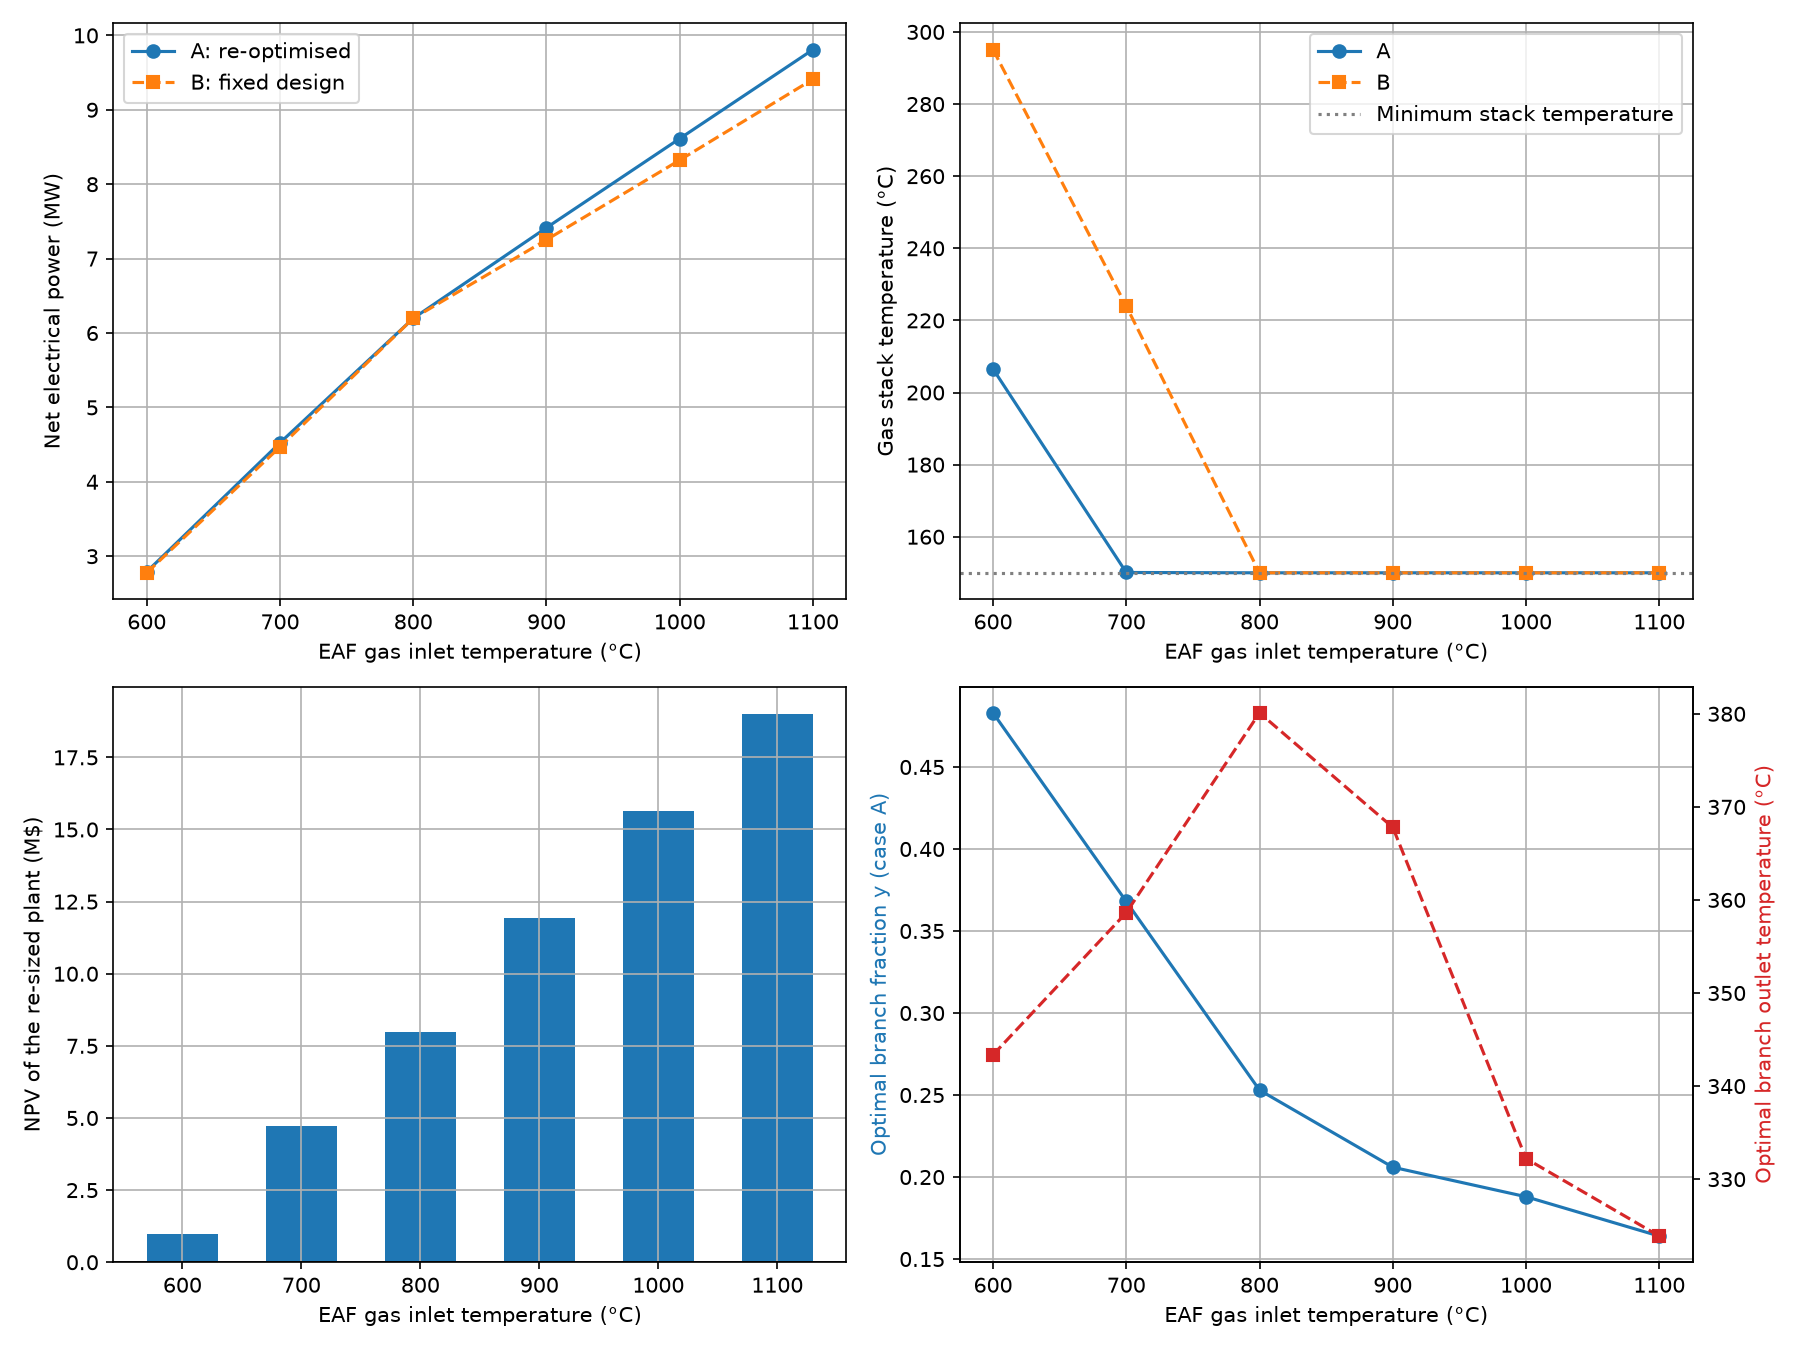 10
9
8
7
6
5
4
3
Net electrical power (MW)
A: re-optimised
B: fixed design
600 700 800 900 1000 1100
EAF gas inlet temperature (°C)
300
280
260
240
220
200
180
160
Gas stack temperature (°C)
A
B
Minimum stack temperature
600 700 800 900 1000 1100
EAF gas inlet temperature (°C)
17.5
15.0
12.5
10.0
7.5
5.0
2.5
0.0
NPV of the re-sized plant (M$)
600 700 800 900 1000 1100
EAF gas inlet temperature (°C)
0.45
0.40
0.35
0.30
0.25
0.20
0.15
Optimal branch fraction y (case A)
380
370
360
350
340
330
Optimal branch outlet temperature (°C)
600 700 800 900 1000 1100
EAF gas inlet temperature (°C)